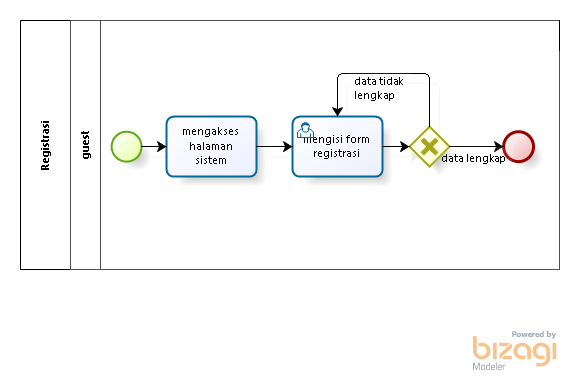 Registrasi
guest
mengakses
halaman
sistem
mengisi form
registrasi
data tidak
lengkap
data lengkap
Powered by
bizagi
Modeler